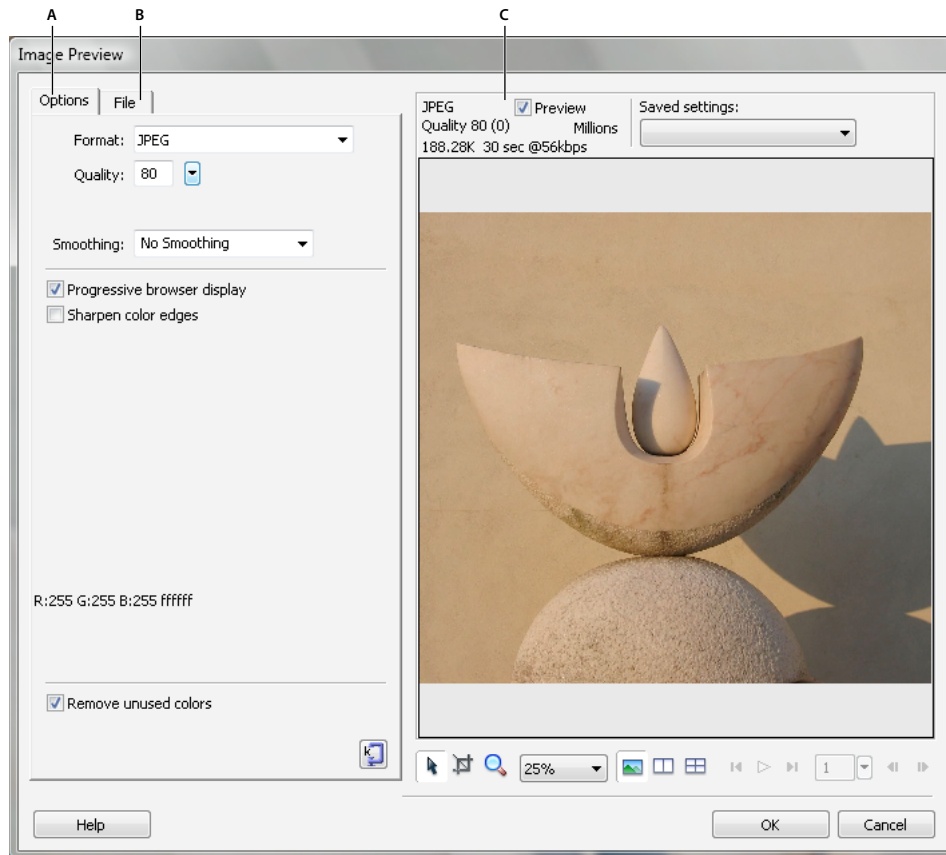 A B C
Image Preview
Options File
Format: JPEG
Quality: 80
Smoothing: No Smoothing
Progressive browser display
Sharpen color edges
R:255 G:255 B:255 ffffff
Remove unused colors
JPEG Preview Saved settings:
Quality 80 (0) Millions
188.28K 30 sec @56kbps
25% 1
Help OK Cancel